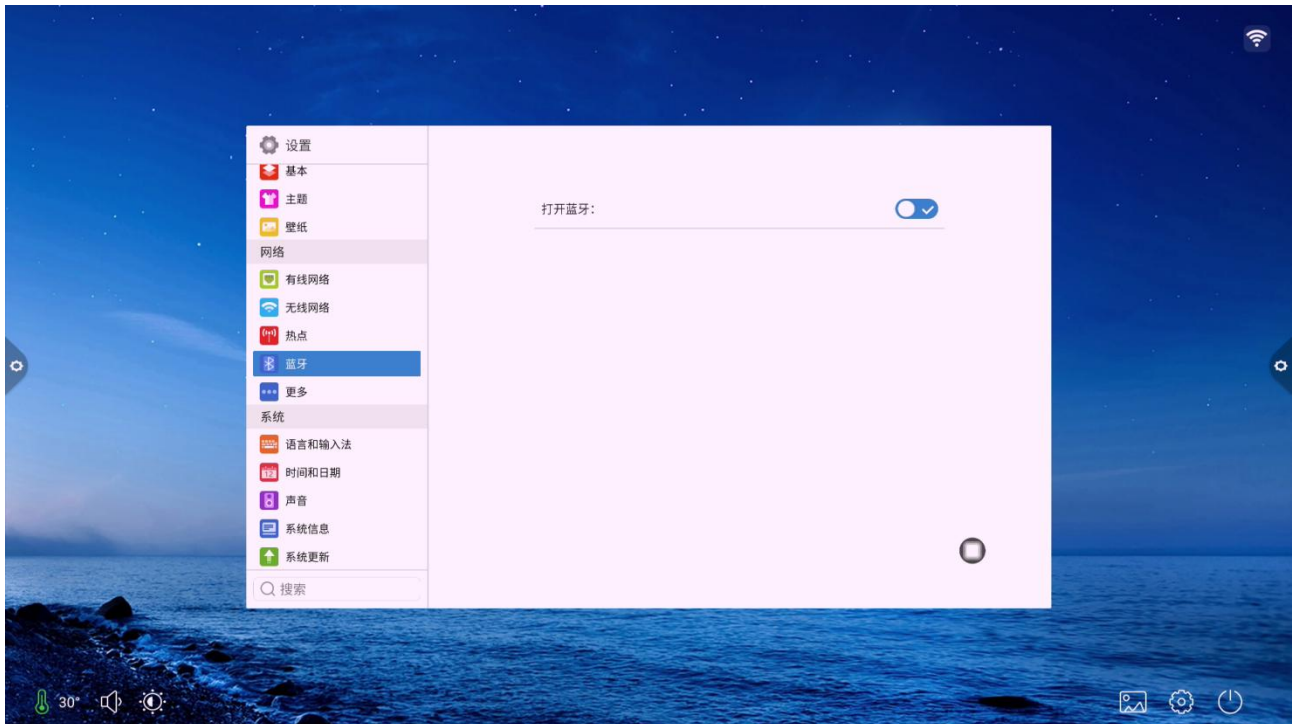 设置
基本
主题
壁纸
网络
有线网络
无线网络
热点
蓝牙
更多
系统
语言和输入法
12
时间和日期
声音
系统信息
系统更新
搜索
打开蓝牙:
30°